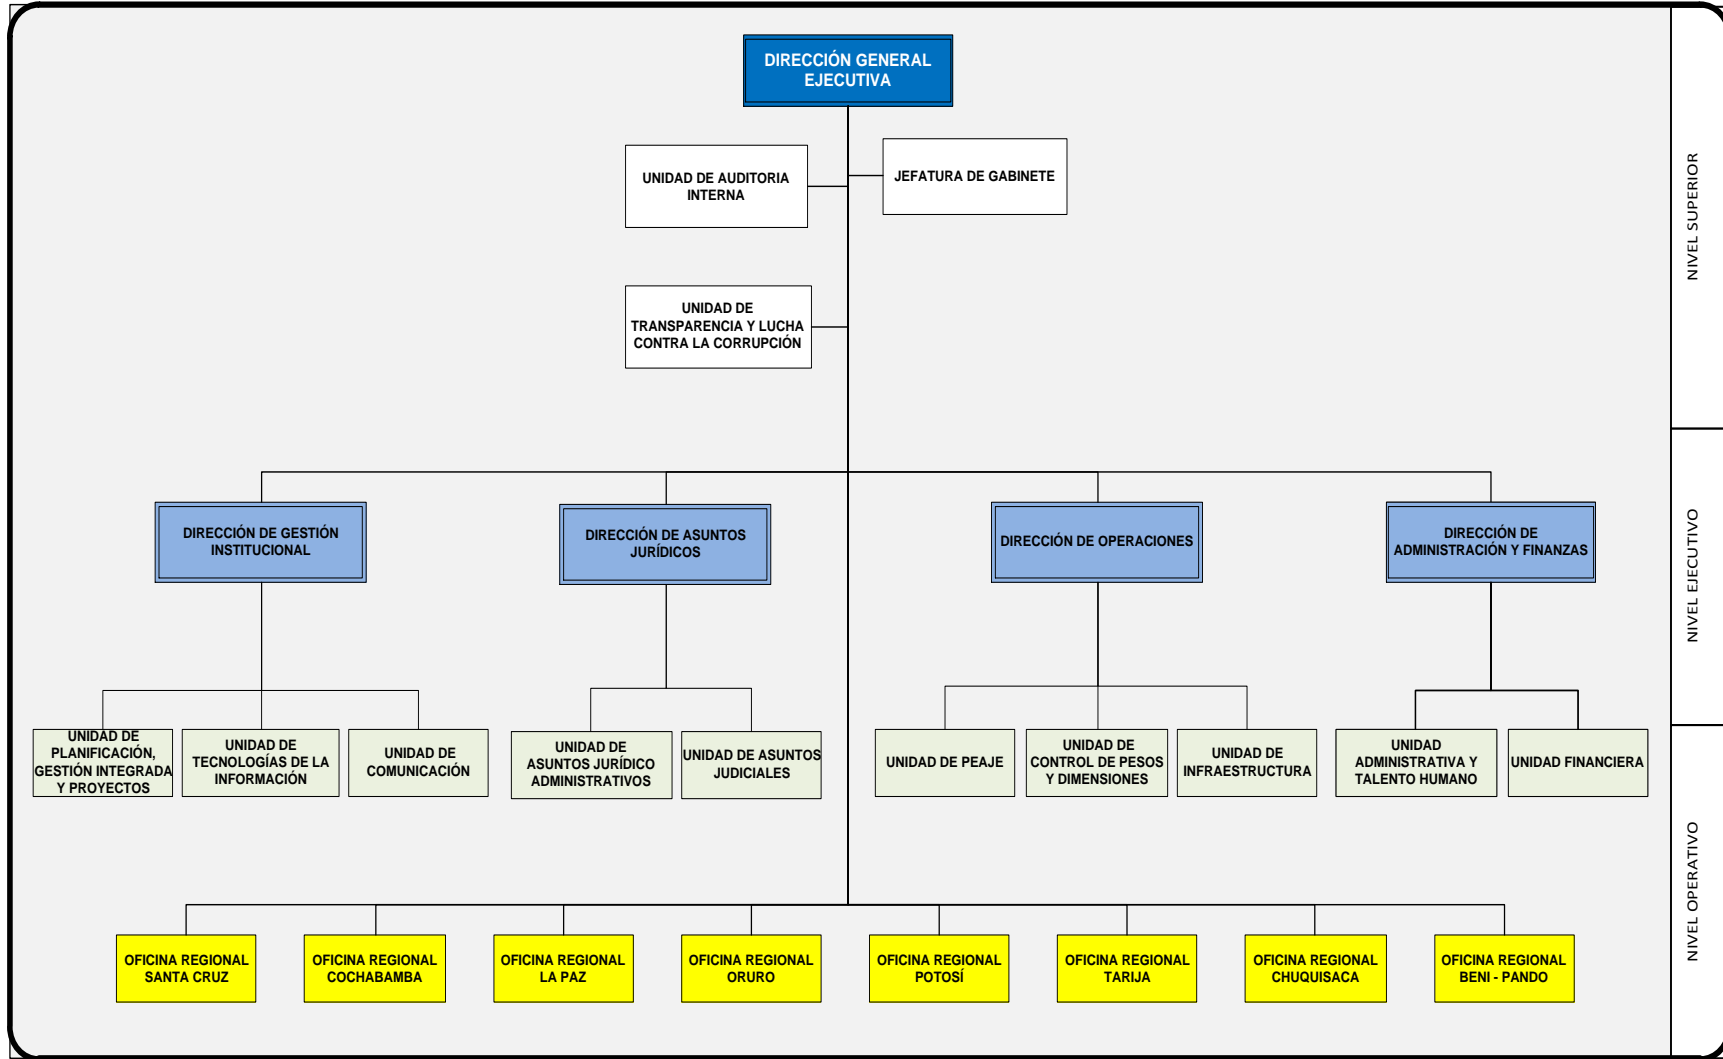 DIRECCIÓN GENERAL
EJECUTIVA
UNIDAD DE AUDITORIA
INTERNA
JEFATURA DE GABINETE
UNIDAD DE
TRANSPARENCIA Y LUCHA
CONTRA LA CORRUPCIÓN
NIVEL SUPERIOR
DIRECCIÓN DE GESTIÓN
INSTITUCIONAL
DIRECCIÓN DE ASUNTOS
JURÍDICOS
DIRECCIÓN DE OPERACIONES
DIRECCIÓN DE
ADMINISTRACIÓN Y FINANZAS
NIVEL EJECUTIVO
UNIDAD DE
PLANIFICACIÓN,
GESTIÓN INTEGRADA
Y PROYECTOS
UNIDAD DE
TECNOLOGÍAS DE LA
INFORMACIÓN
UNIDAD DE
COMUNICACIÓN
UNIDAD DE
ASUNTOS JURÍDICO
ADMINISTRATIVOS
UNIDAD DE ASUNTOS
JUDICIALES
UNIDAD DE PEAJE
UNIDAD DE
CONTROL DE PESOS
Y DIMENSIONES
UNIDAD DE
INFRAESTRUCTURA
UNIDAD
ADMINISTRATIVA Y
TALENTO HUMANO
UNIDAD FINANCIERA
NIVEL OPERATIVO
OFICINA REGIONAL
SANTA CRUZ
OFICINA REGIONAL
COCHABAMBA
OFICINA REGIONAL
LA PAZ
OFICINA REGIONAL
ORURO
OFICINA REGIONAL
POTOSÍ
OFICINA REGIONAL
TARIJA
OFICINA REGIONAL
CHUQUISACA
OFICINA REGIONAL
BENI - PANDO